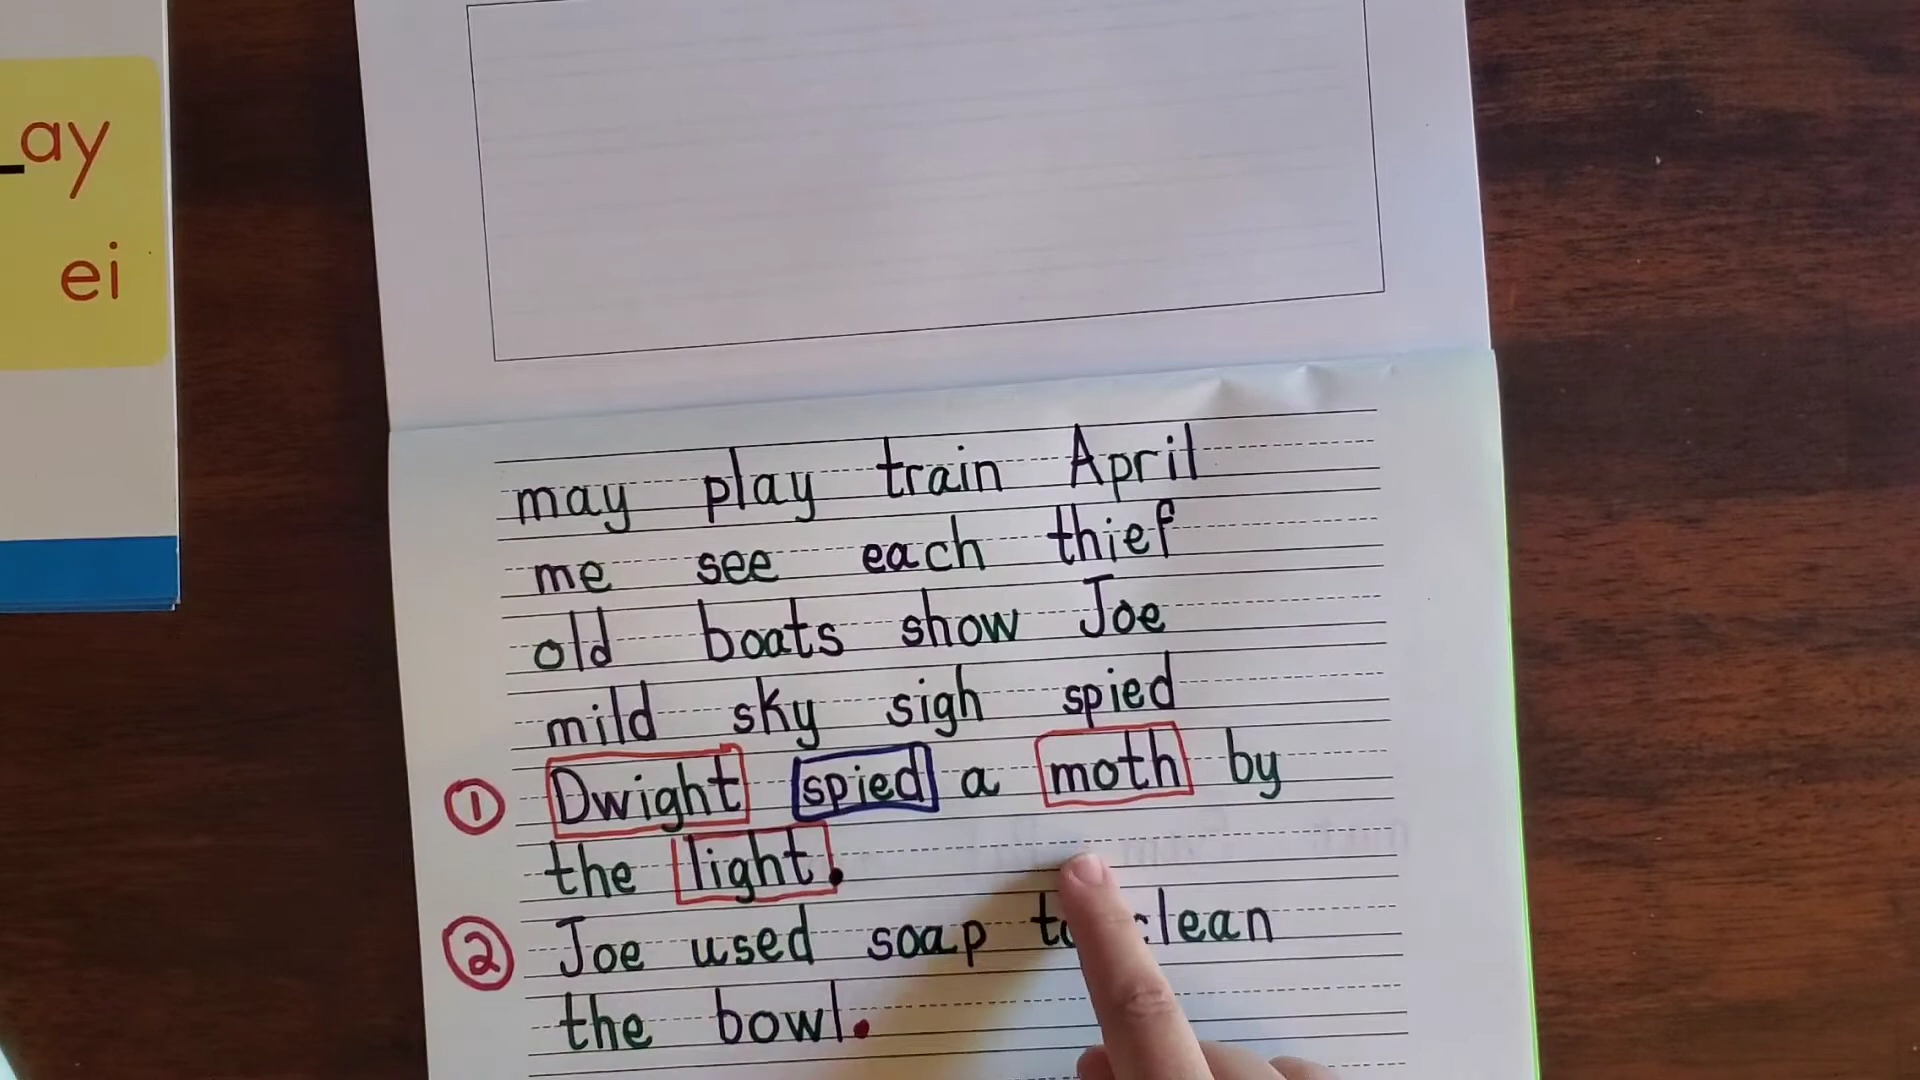 ay
ei
may play train April
me see each thief
old boats show Joe
mild sky sigh spied
① Dwight spied a moth by
the light.
② Joe used soap clean
the bowl.